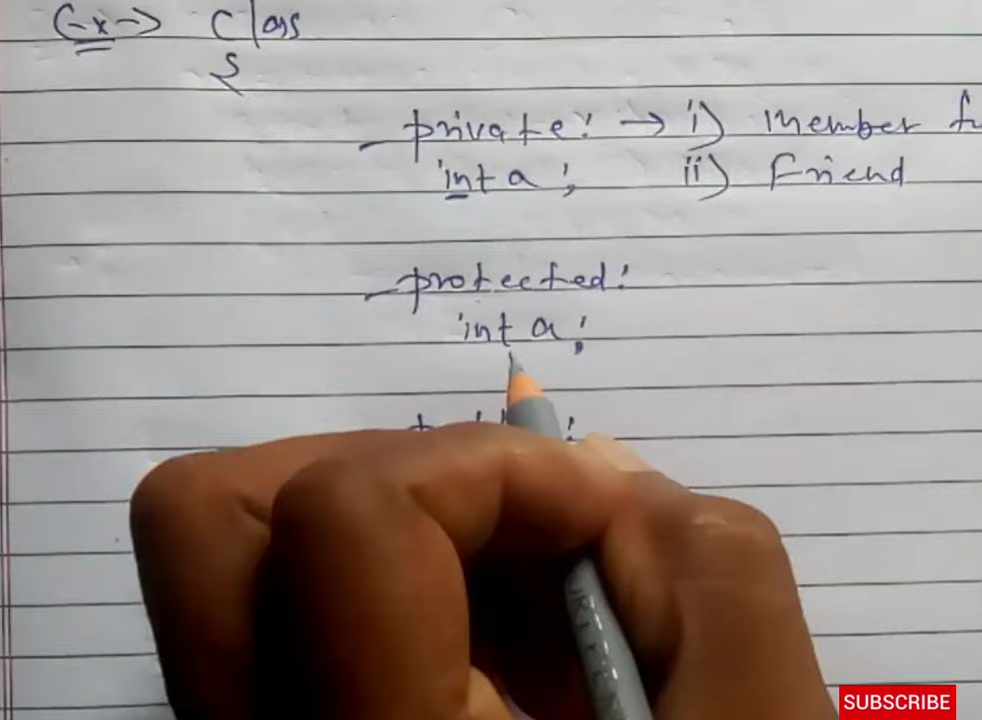 Ex → Class
{
private: → i) Member
int a; ii) Friend
protected:
int a;
SUBSCRIBE